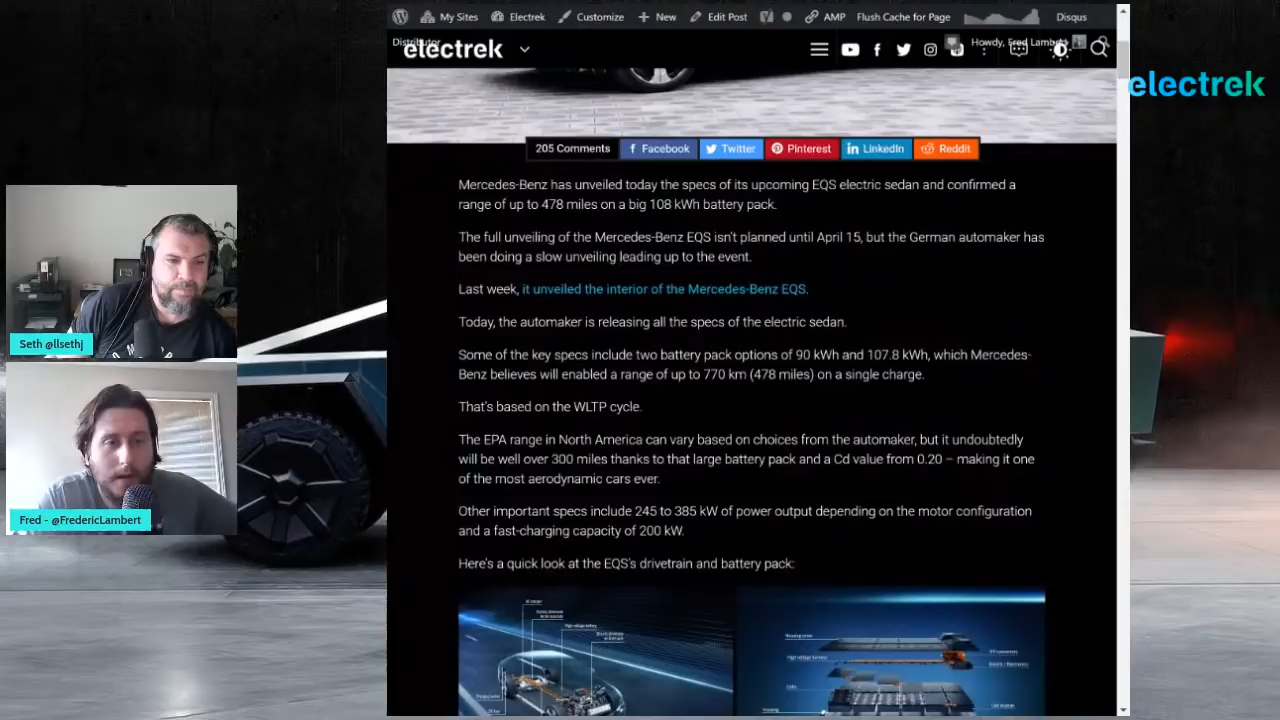 My Sites Electrek Customize New Edit Post AMP Flush Cache for Page Disqus
Distributor Howdy, Fred Lambert
electrek
electrek
205 Comments Facebook Twitter Pinterest LinkedIn Reddit
Mercedes-Benz has unveiled today the specs of its upcoming EQS electric sedan and confirmed a
range of up to 478 miles on a big 108 kWh battery pack.
The full unveiling of the Mercedes-Benz EQS isn't planned until April 15, but the German automaker has
been doing a slow unveiling leading up to the event.
Last week, it unveiled the interior of the Mercedes-Benz EQS.
Today, the automaker is releasing all the specs of the electric sedan.
Seth @llsethj
Some of the key specs include two battery pack options of 90 kWh and 107.8 kWh, which Mercedes-
Benz believes will enabled a range of up to 770 km (478 miles) on a single charge.
That's based on the WLTP cycle.
The EPA range in North America can vary based on choices from the automaker, but it undoubtedly
will be well over 300 miles thanks to that large battery pack and a Cd value from 0.20 – making it one
of the most aerodynamic cars ever.
Other important specs include 245 to 385 kW of power output depending on the motor configuration
and a fast-charging capacity of 200 kW.
Fred - @FredericLambert
Here's a quick look at the EQS's drivetrain and battery pack: